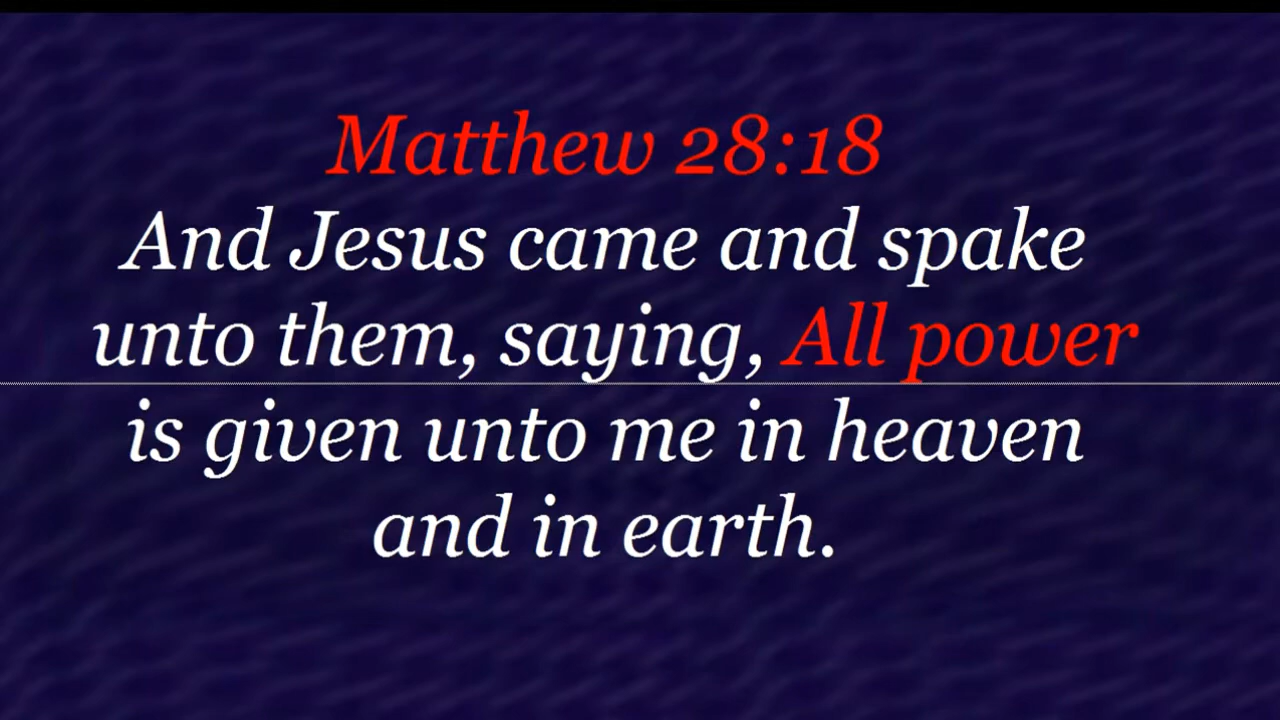 Matthew 28:18
And Jesus came and spake
unto them, saying, All power
is given unto me in heaven
and in earth.